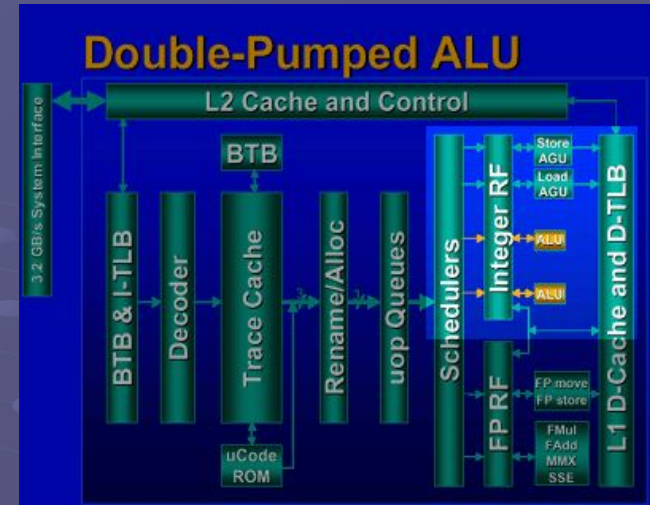 Double-Pumped ALU
L2 Cache and Control
3.2 GB/s System Interface
BTB
BTB & I-TLB
Decoder
Trace Cache
uCode
ROM
3
Rename/Alloc
3
uop Queues
Schedulers
Integer RF
FP RF
Store
AGU
Load
AGU
ALU
ALU
FP move
FP store
FMul
FAdd
MMX
SSE
L1 D-Cache and D-TLB